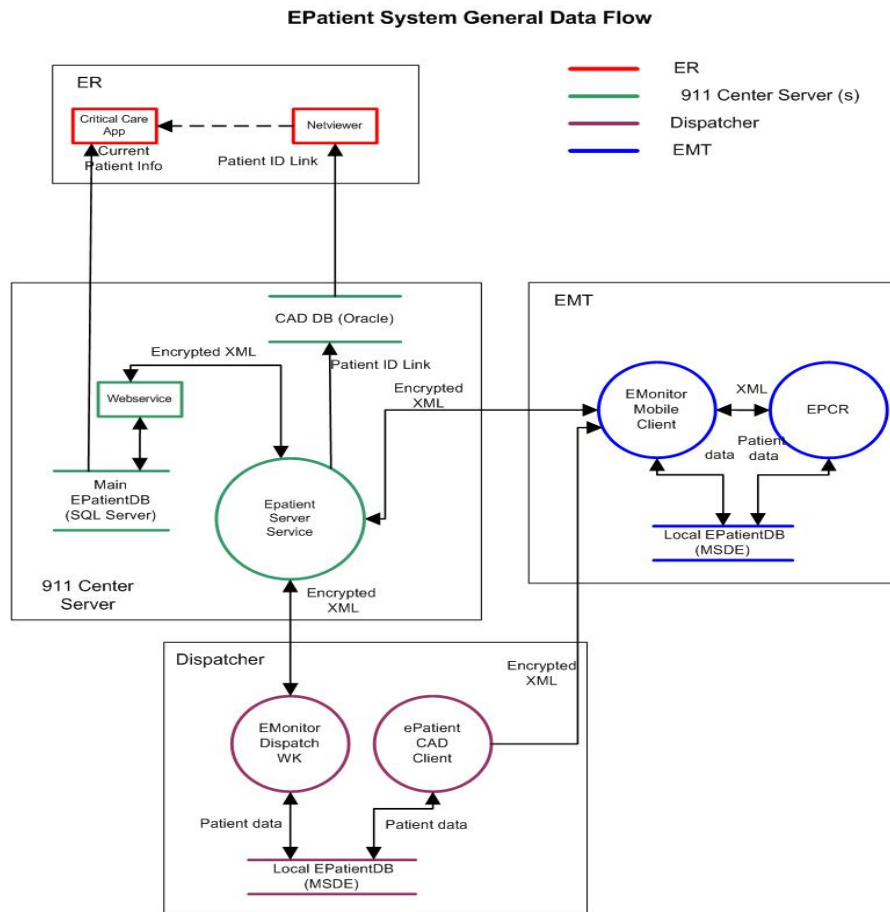 EPatient System General Data Flow
ER
Critical Care
App
Netviewer
Current
Patient Info
Patient ID Link
ER
911 Center Server (s)
Dispatcher
EMT
CAD DB (Oracle)
Encrypted XML
Patient ID Link
Webservice
Main
EPatientDB
(SQL Server)
Epatient
Server
Service
911 Center
Server
Encrypted
XML
Encrypted
XML
EMT
EMonitor
Mobile
Client
XML
EPCR
data
Patient
data
Local EPatientDB
(MSDE)
Dispatcher
Encrypted
XML
EMonitor
Dispatch
WK
ePatient
CAD
Client
Patient data
Patient data
Local EPatientDB
(MSDE)